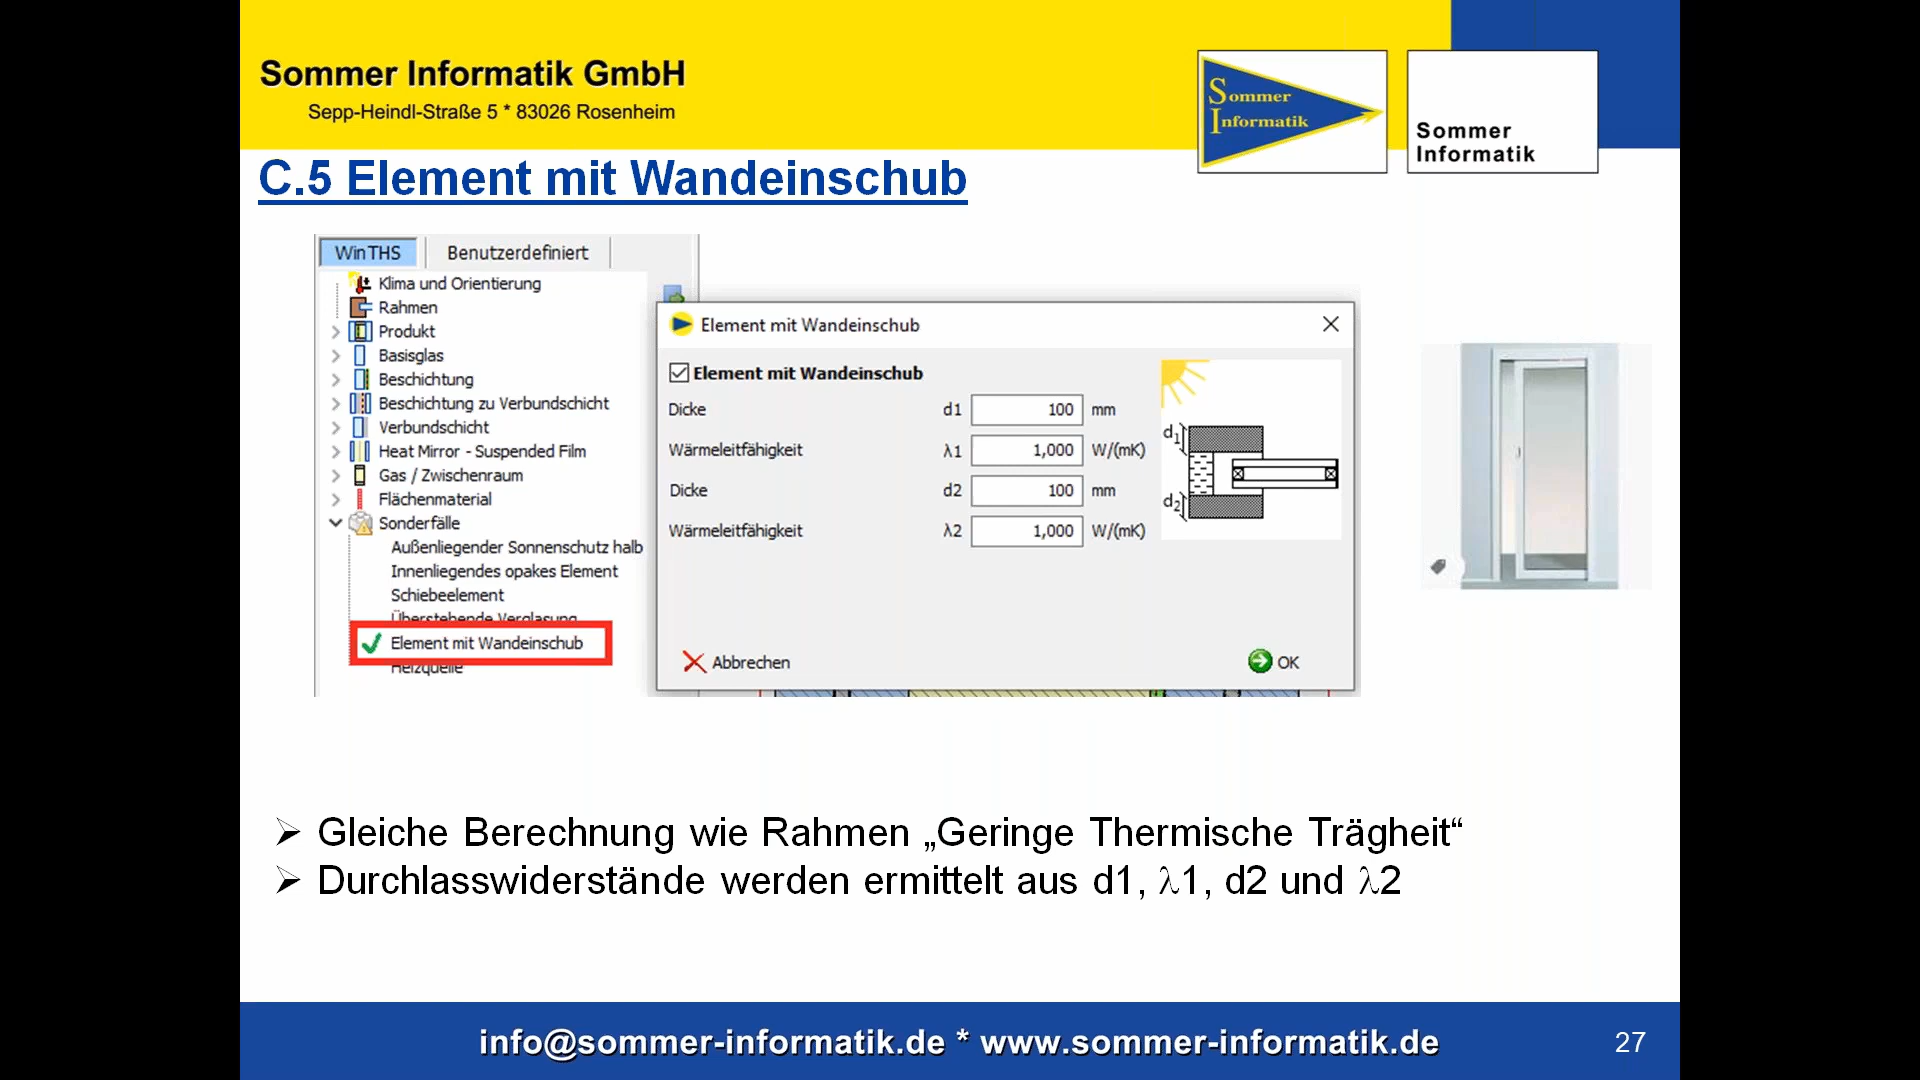 Sommer Informatik GmbH
Sepp-Heindl-Straße 5 * 83026 Rosenheim
Sommer
Informatik
Sommer
Informatik
C.5 Element mit Wandeinschub
WinTHS
Benutzerdefiniert
Klima und Orientierung
Rahmen
Produkt
Basisglas
Beschichtung
Beschichtung zu Verbundschicht
Verbundschicht
Heat Mirror - Suspended Film
Gas / Zwischenraum
Flächenmaterial
Sonderfälle
Außenliegender Sonnenschutz halb
Innenliegendes opakes Element
Schiebeelement
Überstehende Verglasung
Element mit Wandeinschub
Heizquelle
Element mit Wandeinschub
Element mit Wandeinschub
Dicke d1 100 mm
Wärmeleitfähigkeit λ1 1,000 W/(mK)
Dicke d2 100 mm
Wärmeleitfähigkeit λ2 1,000 W/(mK)
d1
d2
Abbrechen
OK
➢ Gleiche Berechnung wie Rahmen „Geringe Thermische Trägheit“
➢ Durchlasswiderstände werden ermittelt aus d1, λ1, d2 und λ2
info@sommer-informatik.de * www.sommer-informatik.de
27